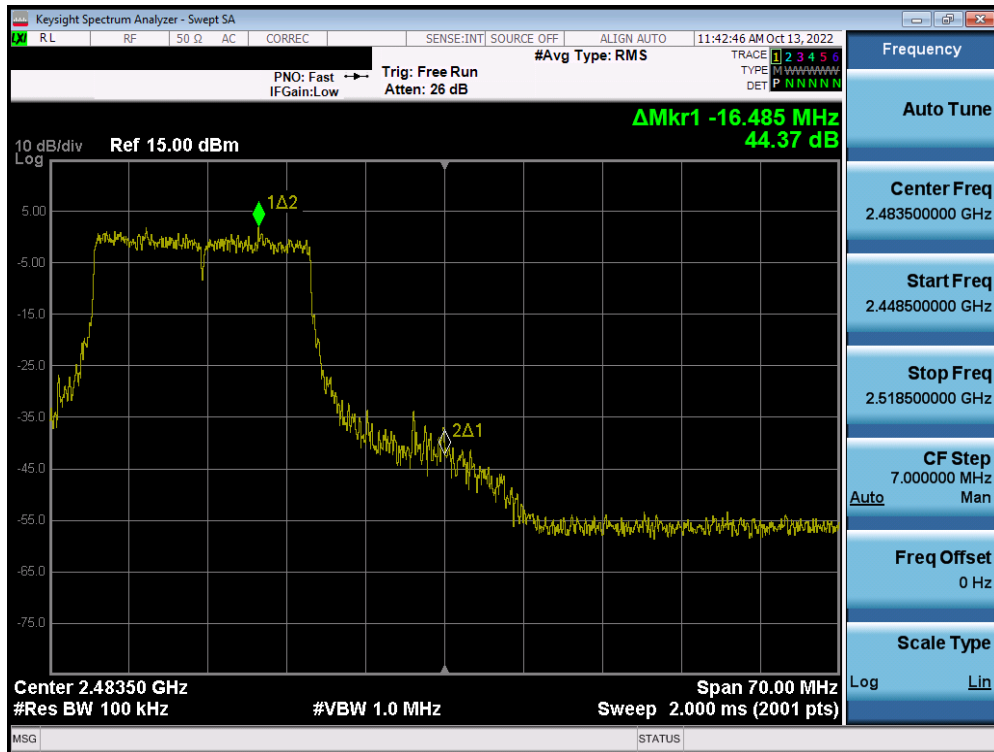 Keysight Spectrum Analyzer - Swept SA
LXI RL RF 50 Ω AC CORREC SENSE:INT SOURCE OFF ALIGN AUTO 11:42:46 AM Oct 13, 2022
#Avg Type: RMS
TRACE 1 2 3 4 5 6
PNO: Fast Trig: Free Run
TYPE M W W W W W
IFGain:Low Atten: 26 dB
DET P N N N N N
ΔMkr1 -16.485 MHz
44.37 dB
10 dB/div Ref 15.00 dBm
Log
1Δ2
5.00
-5.00
-15.0
-25.0
-35.0
2Δ1
-45.0
-55.0
-65.0
-75.0
Center 2.48350 GHz Span 70.00 MHz
#Res BW 100 kHz #VBW 1.0 MHz Sweep 2.000 ms (2001 pts)
MSG STATUS
Frequency
Auto Tune
Center Freq
2.483500000 GHz
Start Freq
2.448500000 GHz
Stop Freq
2.518500000 GHz
CF Step
7.000000 MHz
Auto Man
Freq Offset
0 Hz
Scale Type
Log Lin